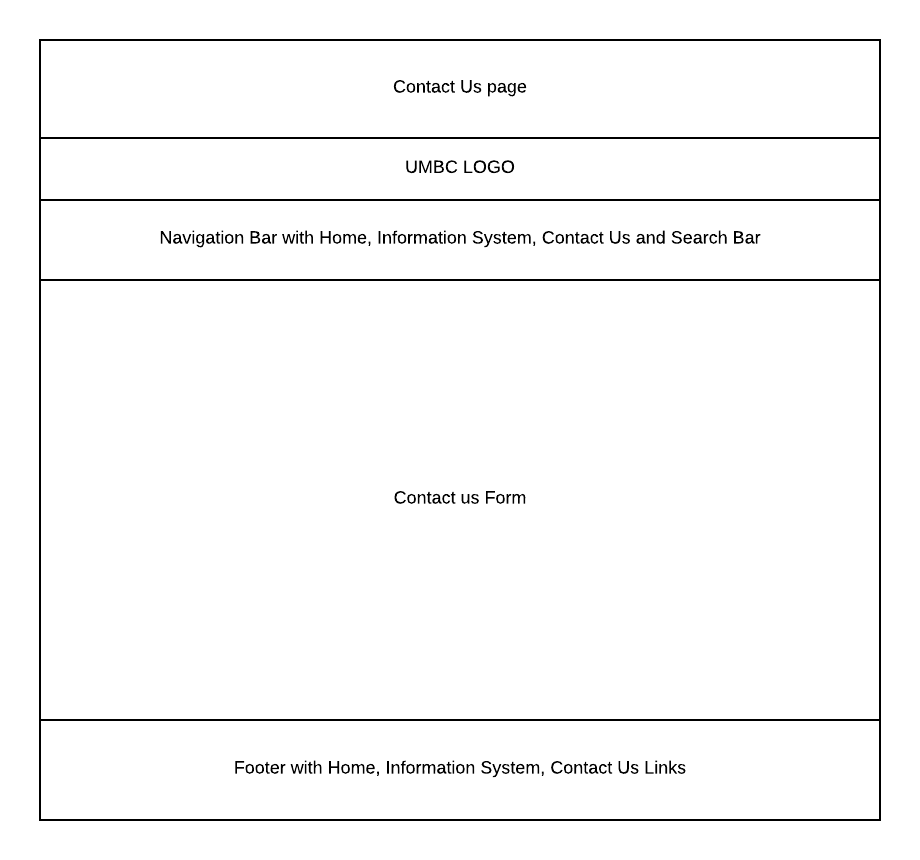 Contact Us page
UMBC LOGO
Navigation Bar with Home, Information System, Contact Us and Search Bar
Contact us Form
Footer with Home, Information System, Contact Us Links